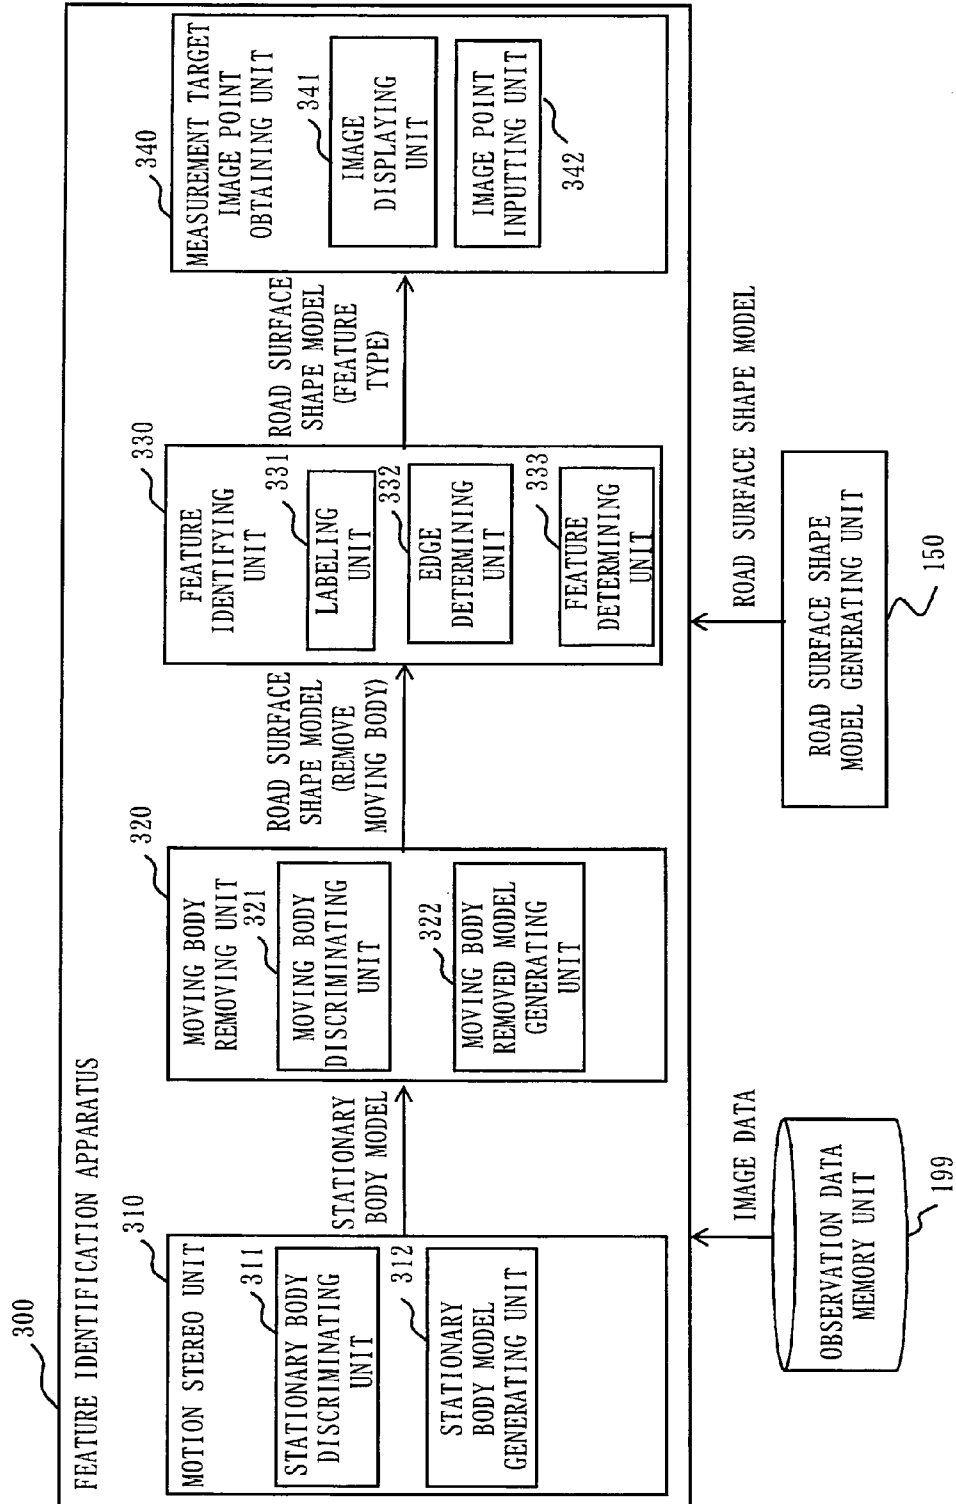 300
FEATURE IDENTIFICATION APPARATUS
310
MOTION STEREO UNIT
311
STATIONARY BODY
DISCRIMINATING
UNIT
312
STATIONARY
BODY MODEL
GENERATING UNIT
STATIONARY
BODY MODEL
320
MOVING BODY
REMOVING UNIT
321
MOVING BODY
DISCRIMINATING
UNIT
322
MOVING BODY
REMOVED MODEL
GENERATING
UNIT
ROAD SURFACE
SHAPE MODEL
(REMOVE
MOVING BODY)
330
FEATURE
IDENTIFYING
UNIT
331
LABELING
UNIT
332
EDGE
DETERMINING
UNIT
333
FEATURE
DETERMINING
UNIT
ROAD SURFACE
SHAPE MODEL
(FEATURE
TYPE)
340
MEASUREMENT TARGET
IMAGE POINT
OBTAINING UNIT
341
IMAGE
DISPLAYING
UNIT
IMAGE POINT
INPUTTING UNIT
342
IMAGE DATA
OBSERVATION DATA
MEMORY UNIT
199
ROAD SURFACE SHAPE MODEL
ROAD SURFACE SHAPE
MODEL GENERATING UNIT
150